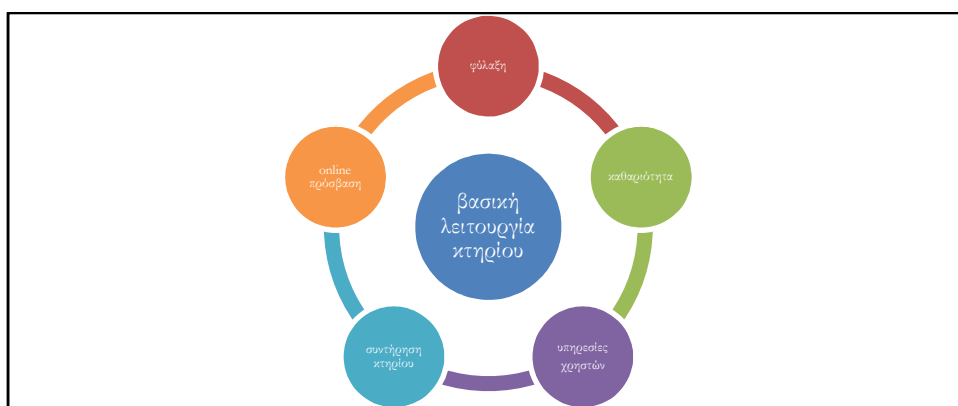 φύλαξη
online
πρόσβαση
καθαριότητα
βασική
λειτουργία
κτηρίου
συντήρηση
κτηρίου
υπηρεσίες
χρηστών